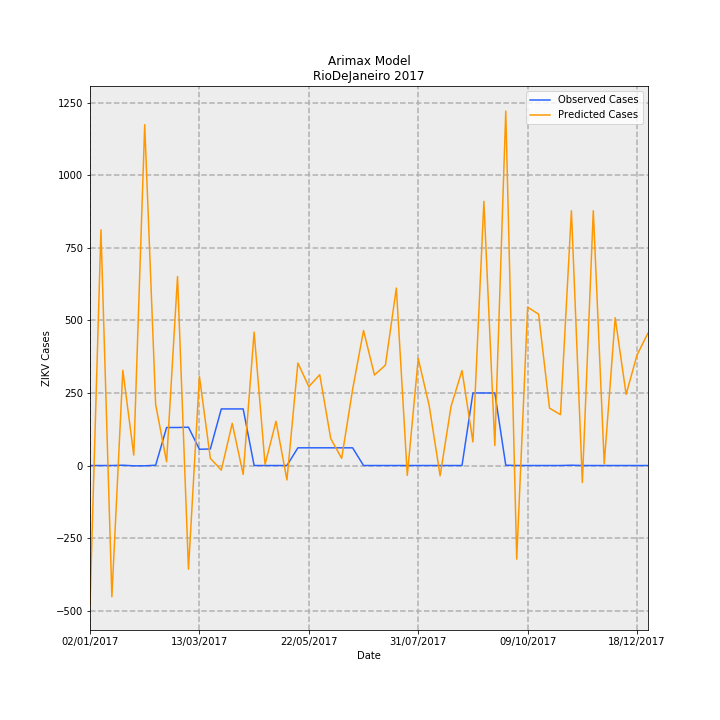 Arimax Model
RioDeJaneiro 2017
Observed Cases
Predicted Cases
ZIKV Cases
1250
1000
750
500
250
0
−250
−500
02/01/2017 13/03/2017 22/05/2017 31/07/2017 09/10/2017 18/12/2017
Date